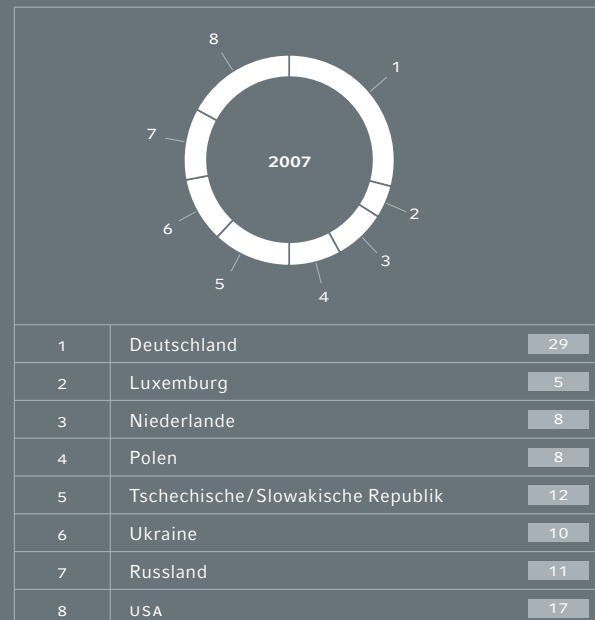 8
1
7
2007
2
6
3
5
4
1 Deutschland 29
2 Luxemburg 5
3 Niederlande 8
4 Polen 8
5 Tschechische/Slowakische Republik 12
6 Ukraine 10
7 Russland 11
8 USA 17